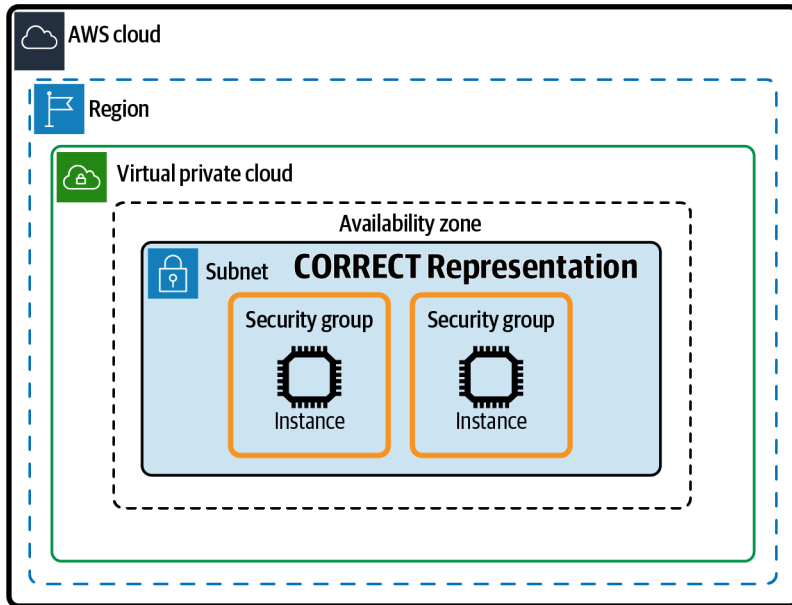 AWS cloud
Region
Virtual private cloud
Availability zone
Subnet CORRECT Representation
Security group Security group
Instance Instance